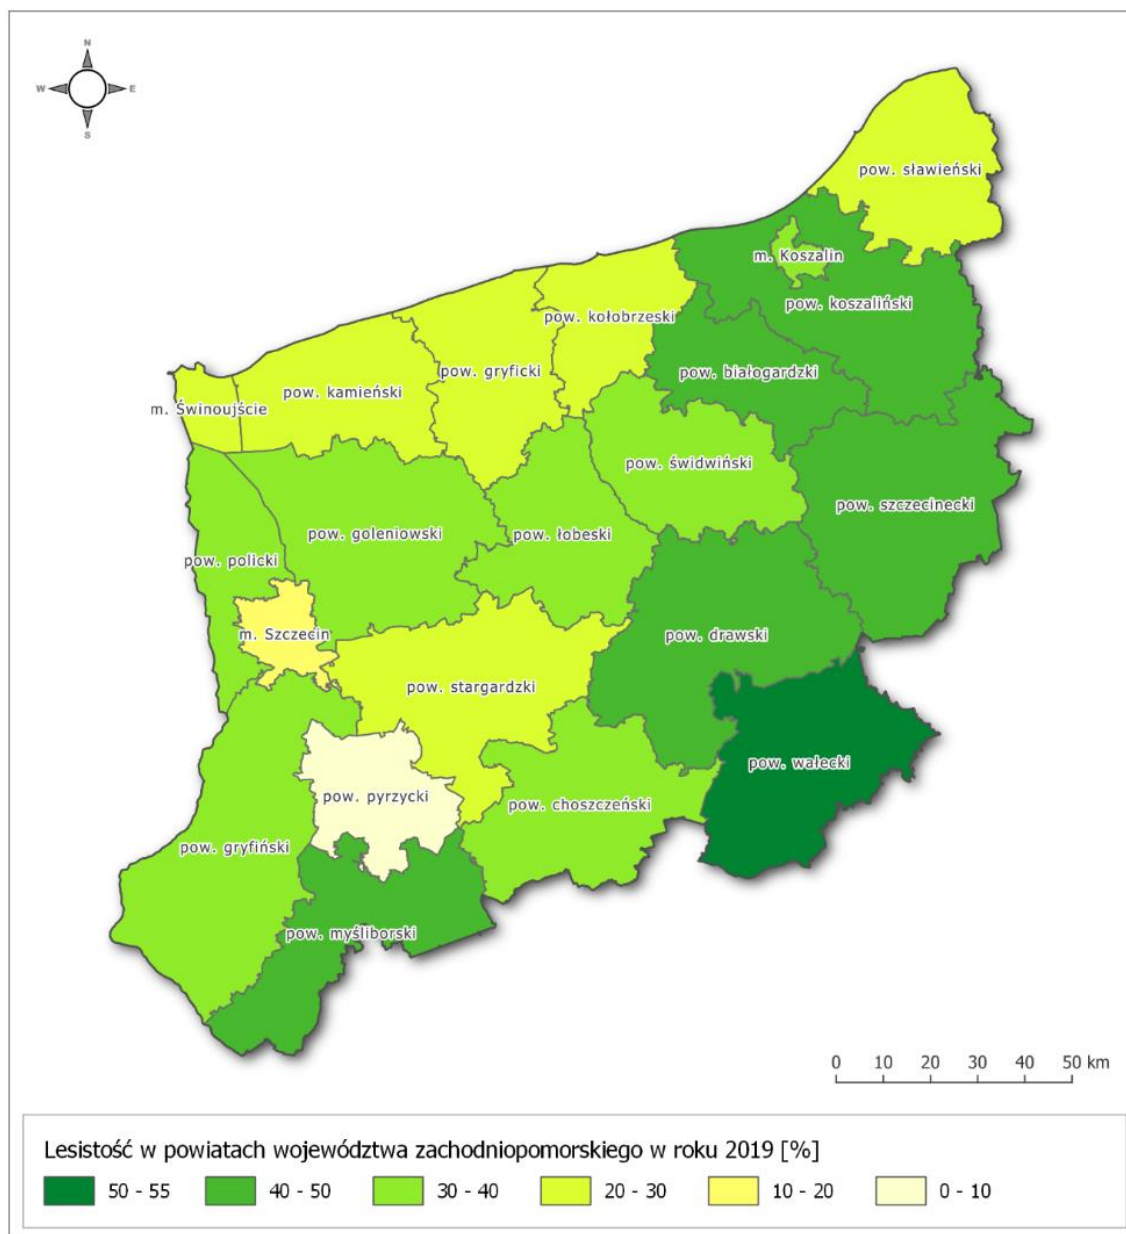 N
W E
S
pow. sławieński
m. Koszalin
pow. koszaliński
pow. kołobrzeski
pow. gryficki
pow. białogardzki
pow. kamieński
m. Świnoujście
pow. świdwiński
pow. szczecinecki
pow. goleniowski
pow. łobeski
pow. policki
m. Szczecin
pow. drawski
pow. stargardzki
pow. wałecki
pow. pyrzycki
pow. choszczeński
pow. gryfiński
pow. myśliborski
0 10 20 30 40 50 km
Lesistość w powiatach województwa zachodniopomorskiego w roku 2019 [%]
50 - 55 40 - 50 30 - 40 20 - 30 10 - 20 0 - 10